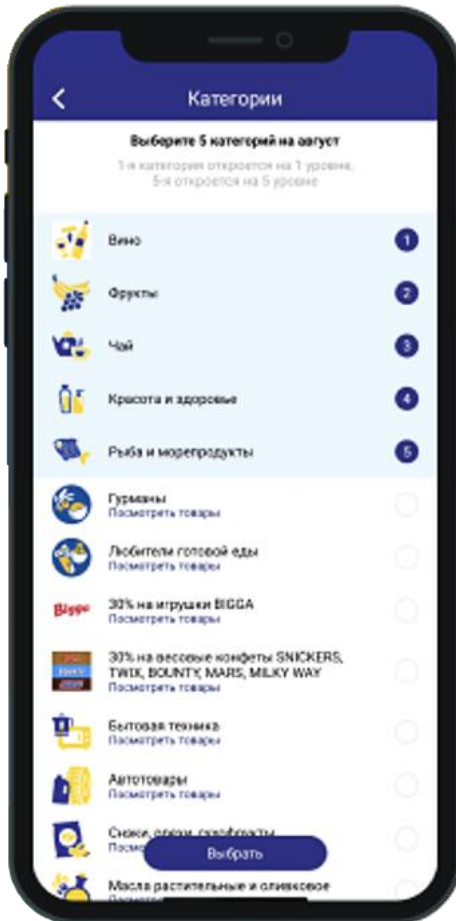 Категории
Выберите 5 категорий на август
1-я категория откроется на 1 уровне,
5-я откроется на 5 уровне
Вино 1
Фрукты 2
Чай 3
Красота и здоровье 4
Рыба и морепродукты 5
Гурманы
Посмотреть товары
Любители готовой еды
Посмотреть товары
Bigga
30% на игрушки BIGGA
Посмотреть товары
30% на весовые конфеты SNICKERS,
TWIX, BOUNTY, MARS, MILKY WAY
Посмотреть товары
Бытовая техника
Посмотреть товары
Автотовары
Посмотреть товары
Снеки, орехи, сухофрукты
Выбрать
Масла растительные и оливковое